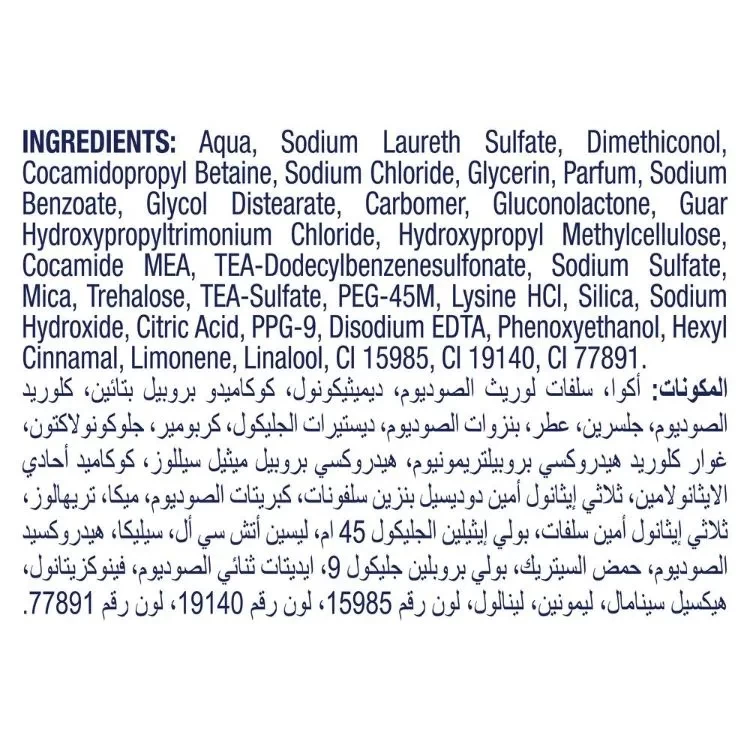 INGREDIENTS: Aqua, Sodium Laureth Sulfate, Dimethiconol,
Cocamidopropyl Betaine, Sodium Chloride, Glycerin, Parfum, Sodium
Benzoate, Glycol Distearate, Carbomer, Gluconolactone, Guar
Hydroxypropyltrimonium Chloride, Hydroxypropyl Methylcellulose,
Cocamide MEA, TEA-Dodecylbenzenesulfonate, Sodium Sulfate,
Mica, Trehalose, TEA-Sulfate, PEG-45M, Lysine HCl, Silica, Sodium
Hydroxide, Citric Acid, PPG-9, Disodium EDTA, Phenoxyethanol, Hexyl
Cinnamal, Limonene, Linalool, CI 15985, CI 19140, CI 77891.
المكونات: أكوا، سلفات لوريث الصوديوم، ديميثيكونول، كوكاميدو بروبيل بتائين، كلوريد
الصوديوم، جلسرين، عطر، بنزوات الصوديوم، ديستيرات الجليكول، كربومير، جلوكونولاكتون،
غوار كلوريد هيدروكسي بروبيلتريمونيوم، هيدروكسي بروبيل ميثيل سيللوز، كوكاميد أحادي
الايثانولامين، ثلاثي إيثانول أمين دوديسيل بنزين سلفونات، كبريتات الصوديوم، ميكا، تريهالوز،
ثلاثي إيثانول أمين سلفات، بولي إيثيلين الجليكول 45 ام، ليسين أتش سي أل، سيليكا، هيدروكسيد
الصوديوم، حمض السيتريك، بولي بروبلين جليكول 9، ايديتات ثنائي الصوديوم، فينوكزيتانول،
هيكسيل سينامال، ليمونين، لينالول، لون رقم 15985، لون رقم 19140، لون رقم 77891.